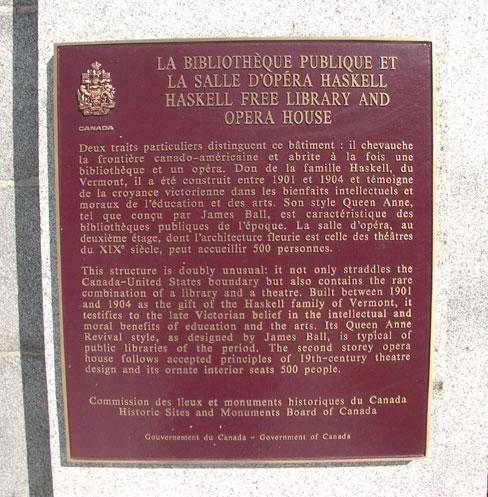 LA BIBLIOTHÈQUE PUBLIQUE ET
LA SALLE D'OPÉRA HASKELL
HASKELL FREE LIBRARY AND
OPERA HOUSE
CANADA
Deux traits particuliers distinguent ce bâtiment : il chevauche
la frontière canado-américaine et abrite à la fois une
bibliothèque et un opéra. Don de la famille Haskell, du
Vermont, il a été construit entre 1901 et 1904 et témoigne
de la croyance victorienne dans les bienfaits intellectuels et
moraux de l'éducation et des arts. Son style Queen Anne,
tel que conçu par James Ball, est caractéristique des
bibliothèques publiques de l'époque. La salle d'opéra, au
deuxième étage, dont l'architecture fleurie est celle des théâtres
du XIXe siècle, peut accueillir 500 personnes.
This structure is doubly unusual: it not only straddles the
Canada-United States boundary but also contains the rare
combination of a library and a theatre. Built between 1901
and 1904 as the gift of the Haskell family of Vermont, it
testifies to the late Victorian belief in the intellectual and
moral benefits of education and the arts. Its Queen Anne
Revival style, as designed by James Ball, is typical of
public libraries of the period. The second storey opera
house follows accepted principles of 19th-century theatre
design and its ornate interior seats 500 people.
Commission des lieux et monuments historiques du Canada
Historic Sites and Monuments Board of Canada
Gouvernement du Canada – Government of Canada